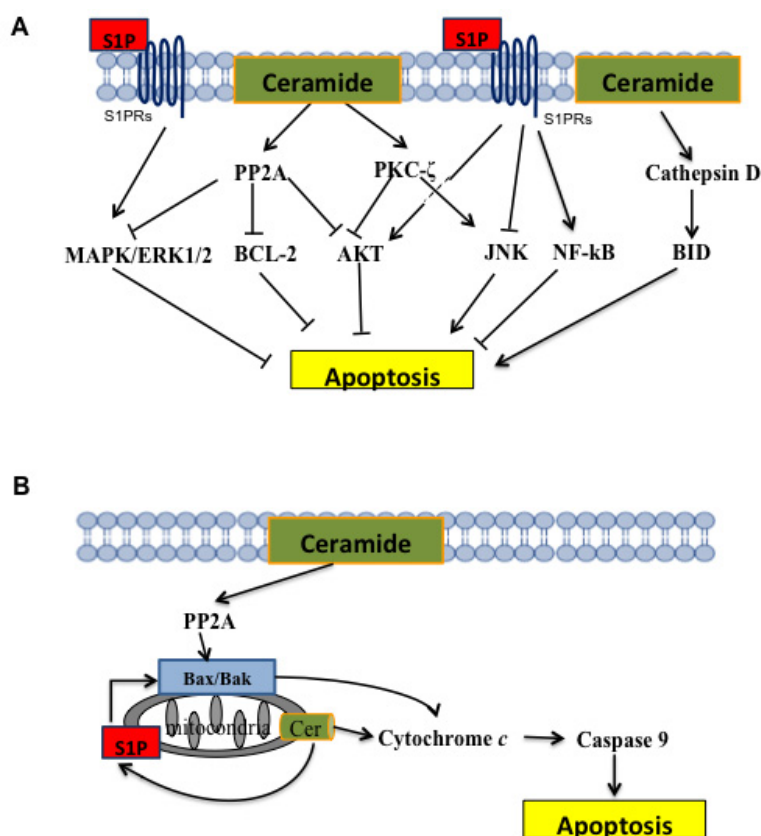 A
S1P
S1P
Ceramide
Ceramide
S1PRs
S1PRs
PP2A
PKC-ζ
Cathepsin D
MAPK/ERK1/2
BCL-2
AKT
JNK
NF-kB
BID
Apoptosis
B
Ceramide
PP2A
Bax/Bak
mitocondria
Cer
S1P
Cytochrome c
Caspase 9
Apoptosis